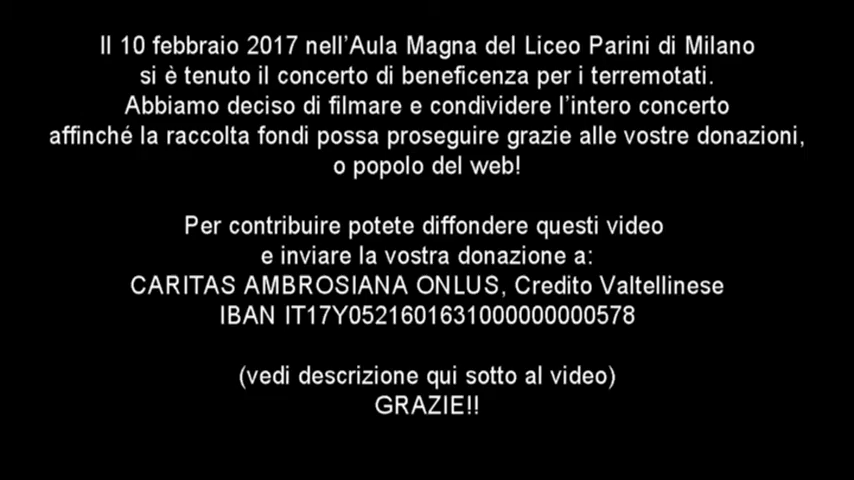 Il 10 febbraio 2017 nell'Aula Magna del Liceo Parini di Milano
si è tenuto il concerto di beneficenza per i terremotati.
Abbiamo deciso di filmare e condividere l'intero concerto
affinché la raccolta fondi possa proseguire grazie alle vostre donazioni,
o popolo del web!
Per contribuire potete diffondere questi video
e inviare la vostra donazione a:
CARITAS AMBROSIANA ONLUS, Credito Valtellinese
IBAN IT17Y0521601631000000000578
(vedi descrizione qui sotto al video)
GRAZIE!!